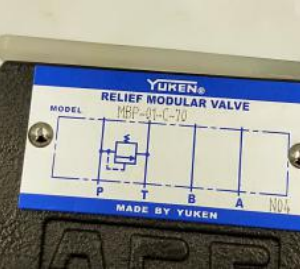 YUKEN®
RELIEF MODULAR VALVE
MODEL MBP-01-C-70
P T B A N04
MADE BY YUKEN